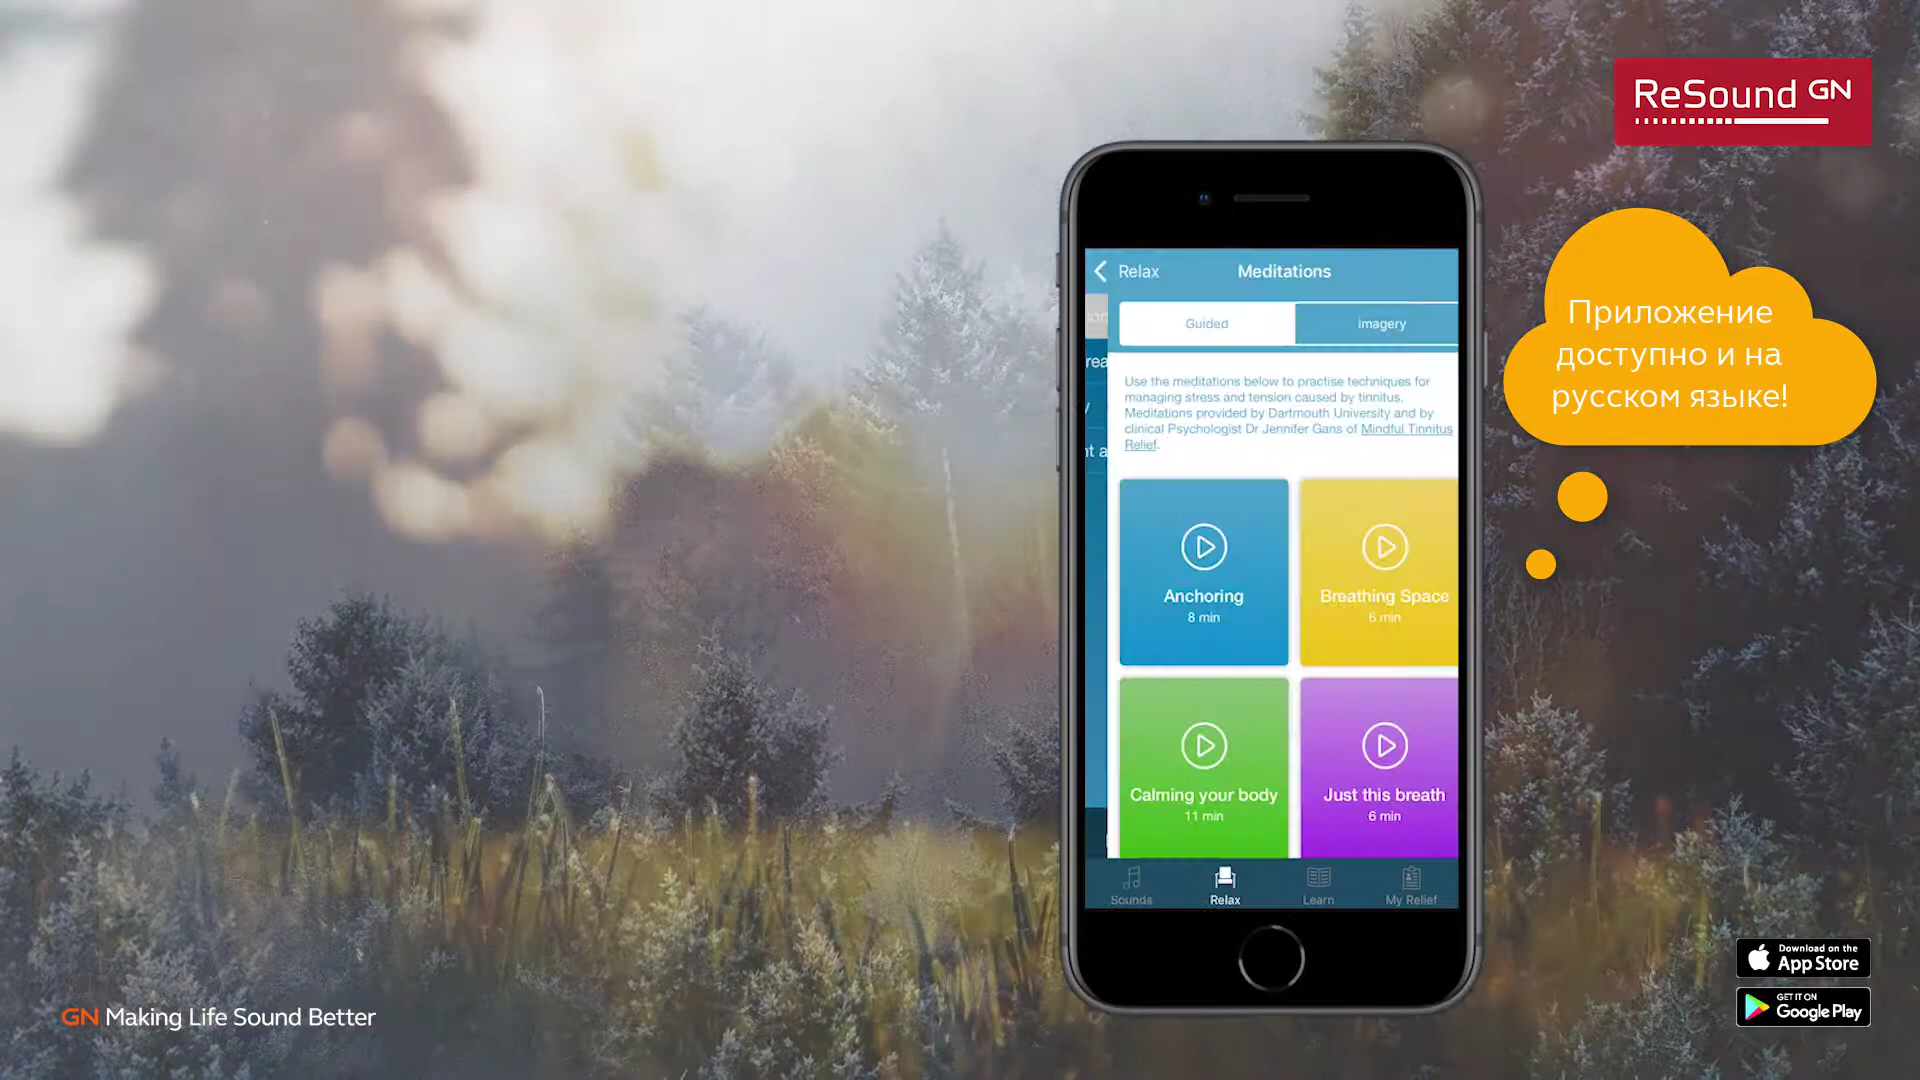 ReSound GN
Приложение
доступно и на
русском языке!
Relax
Meditations
Guided
Imagery
Use the meditations below to practise techniques for
managing stress and tension caused by tinnitus.
Meditations provided by Dartmouth University and by
clinical Psychologist Dr Jennifer Gans of Mindful Tinnitus
Relief.
Anchoring
8 min
Breathing Space
6 min
Calming your body
11 min
Just this breath
6 min
Sounds
Relax
Learn
My Relief
Download on the
App Store
GET IT ON
Google Play
GN Making Life Sound Better